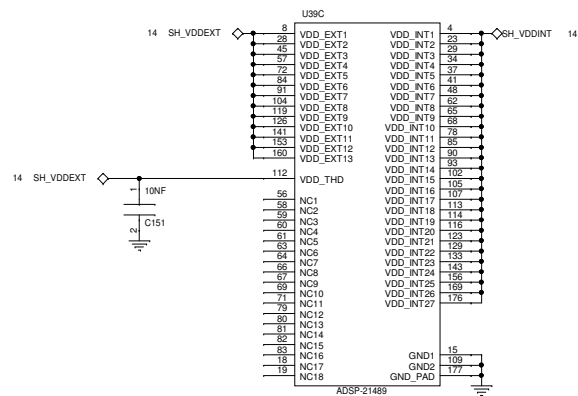 U39C
14 SH_VDDEXT 8 VDD_EXT1 VDD_INT1 4 SH_VDDINT 14
28 VDD_EXT2 VDD_INT2 23
45 VDD_EXT3 VDD_INT3 29
57 VDD_EXT4 VDD_INT4 34
72 VDD_EXT5 VDD_INT5 37
84 VDD_EXT6 VDD_INT6 41
91 VDD_EXT7 VDD_INT7 48
104 VDD_EXT8 VDD_INT8 62
119 VDD_EXT9 VDD_INT9 65
126 VDD_EXT10 VDD_INT10 68
141 VDD_EXT11 VDD_INT11 78
153 VDD_EXT12 VDD_INT12 85
160 VDD_EXT13 VDD_INT13 90
VDD_INT14 93
14 SH_VDDEXT 112 VDD_THD VDD_INT15 102
1 10NF 56 NC1 VDD_INT16 105
58 NC2 VDD_INT17 107
59 NC3 VDD_INT18 113
C151 60 NC4 VDD_INT19 114
2 61 NC5 VDD_INT20 116
63 NC6 VDD_INT21 123
64 NC7 VDD_INT22 129
66 NC8 VDD_INT23 133
67 NC9 VDD_INT24 143
69 NC10 VDD_INT25 156
71 NC11 VDD_INT26 169
79 NC12 VDD_INT27 176
80 NC13
81 NC14
82 NC15
83 NC16 GND1 15
18 NC17 GND2 109
19 NC18 GND_PAD 177
ADSP-21489